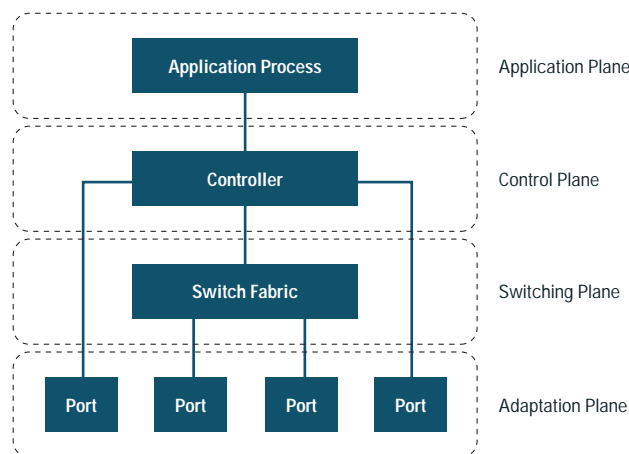 Application Process
Application Plane
Controller
Control Plane
Switch Fabric
Switching Plane
Port
Port
Port
Port
Adaptation Plane